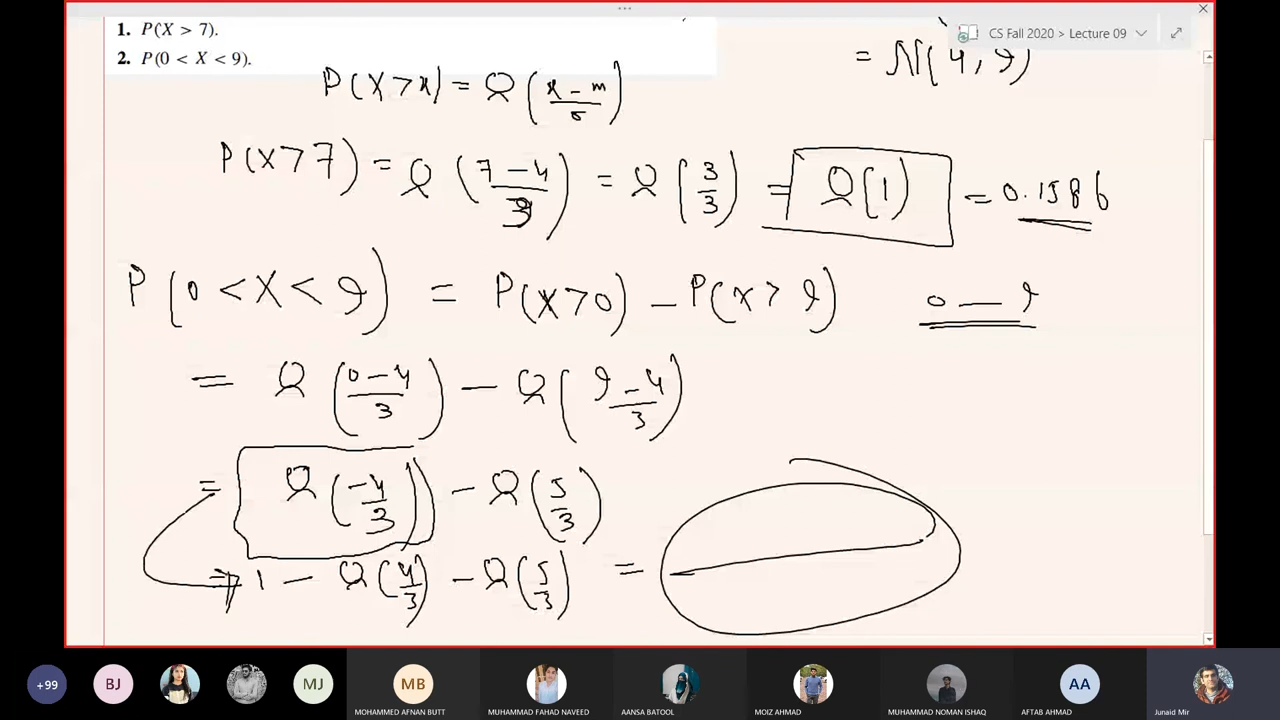 1. P(X > 7).
CS Fall 2020 > Lecture 09
2. P(0 < X < 9).
= N(4, 9)
P(X>x) = Q(x-m/σ)
P(X>7) = Q(7-4/3) = Q(3/3) = Q(1) = 0.1586
P(0<X<9) = P(X>0) - P(X>9) 0 — 9
= Q(0-4/3) - Q(9-4/3)
= Q(-4/3) - Q(5/3)
⇒ 1 - Q(4/3) - Q(5/3) =
+99 BJ MJ MB AA
MOHAMMED AFNAN BUTT MUHAMMAD FAHAD NAVEED AANSA BATOOL MOIZ AHMAD MUHAMMAD NOMAN ISHAQ AFTAB AHMAD Junaid Mir